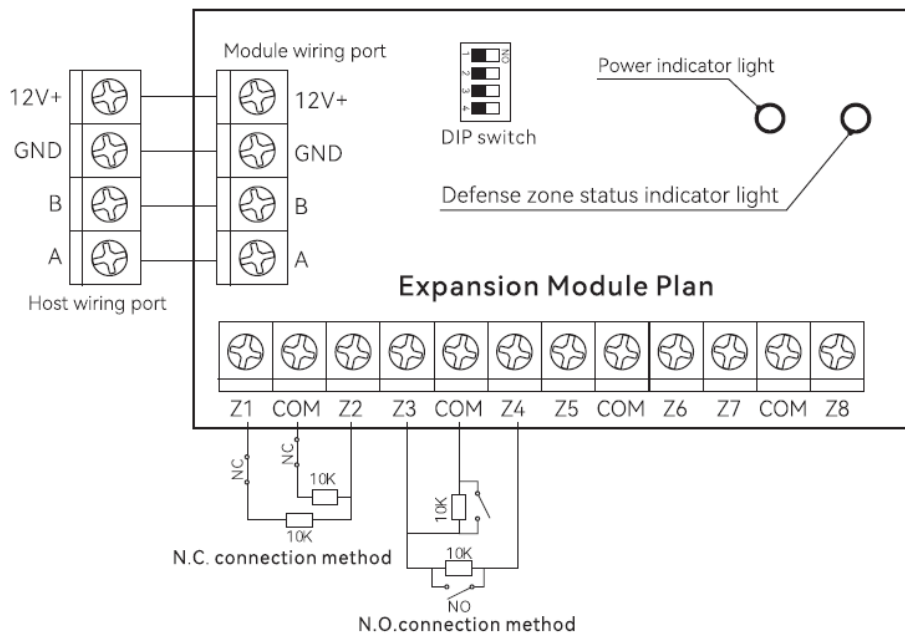 Module wiring port
12V+
GND
B
A
Host wiring port
12V+
GND
B
A
1
2
3
4
NO
DIP switch
Power indicator light
Defense zone status indicator light
Expansion Module Plan
Z1 COM Z2 Z3 COM Z4 Z5 COM Z6 Z7 COM Z8
NC
NC
10K
10K
N.C. connection method
10K
10K
NO
N.O.connection method